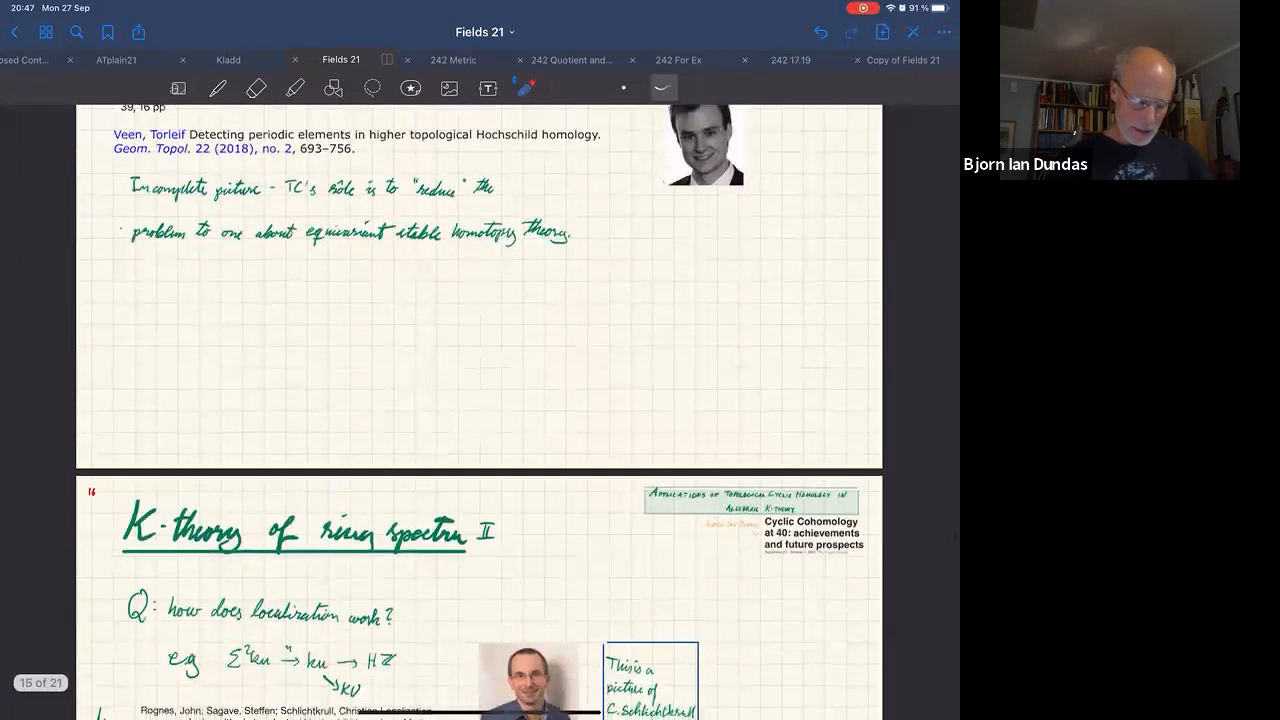 20:47 Mon 27 Sep
91 %
Fields 21
osed Cont...
ATplain21
Kladd
Fields 21
242 Metric
242 Quotient and...
242 For Ex
242 17.19
Copy of Fields 21
39, 16 pp
Veen, Torleif Detecting periodic elements in higher topological Hochschild homology.
Geom. Topol. 22 (2018), no. 2, 693–756.
Incomplete picture - TC's rôle is to "reduce" the
problem to one about equivariant stable homotopy theory.
Bjorn Ian Dundas
16
APPLICATIONS OF TOPOLOGICAL CYCLIC HOMOLOGY IN
ALGEBRAIC K-THEORY
Cyclic Cohomology
at 40: achievements
and future prospects
K-theory of ring spectra II
Q: how does localization work?
e.g Σ²ku → ku → HZ
↘ KU
This is a
picture of
C. Schlichtkrull
15 of 21
Rognes, John; Sagave, Steffen; Schlichtkrull, Christian Localization